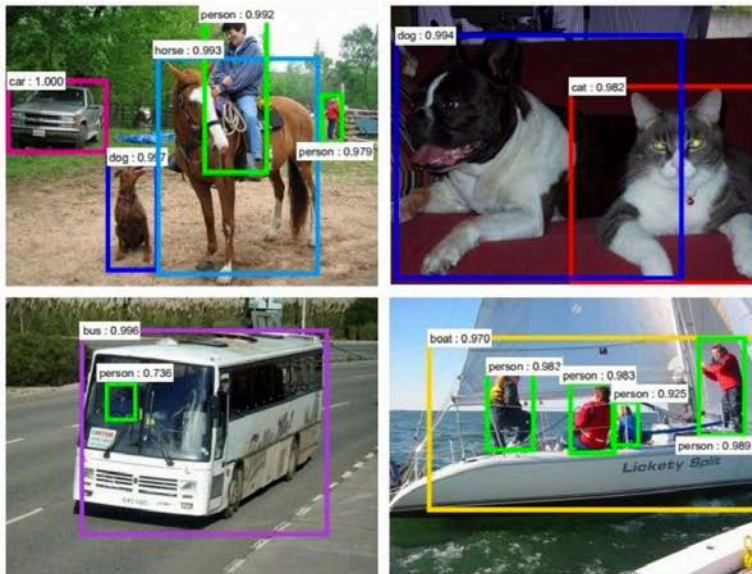 person : 0.992
horse : 0.993
car : 1.000
person : 0.979
dog : 0.997
dog : 0.994
cat : 0.982
bus : 0.996
person : 0.736
boat : 0.970
person : 0.983
person : 0.983
person : 0.925
person : 0.989
Lickety Split